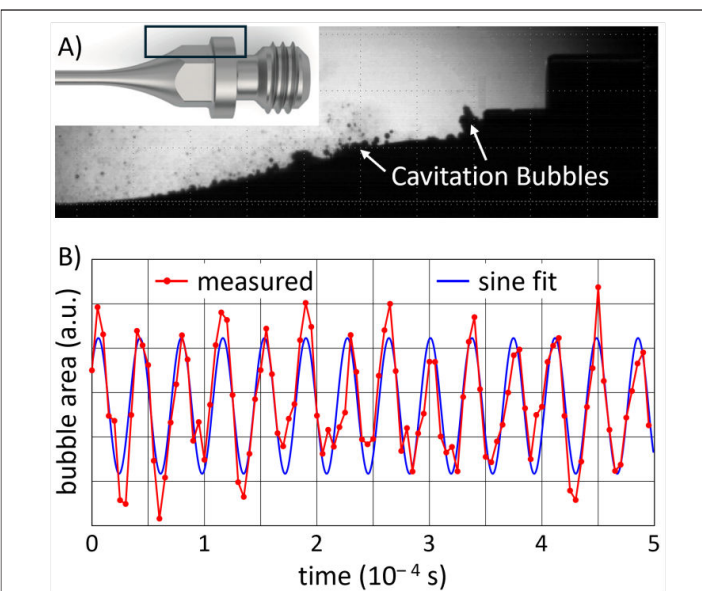 A)
Cavitation Bubbles
B)
measured
sine fit
bubble area (a.u.)
0 1 2 3 4 5
time (10⁻⁴ s)